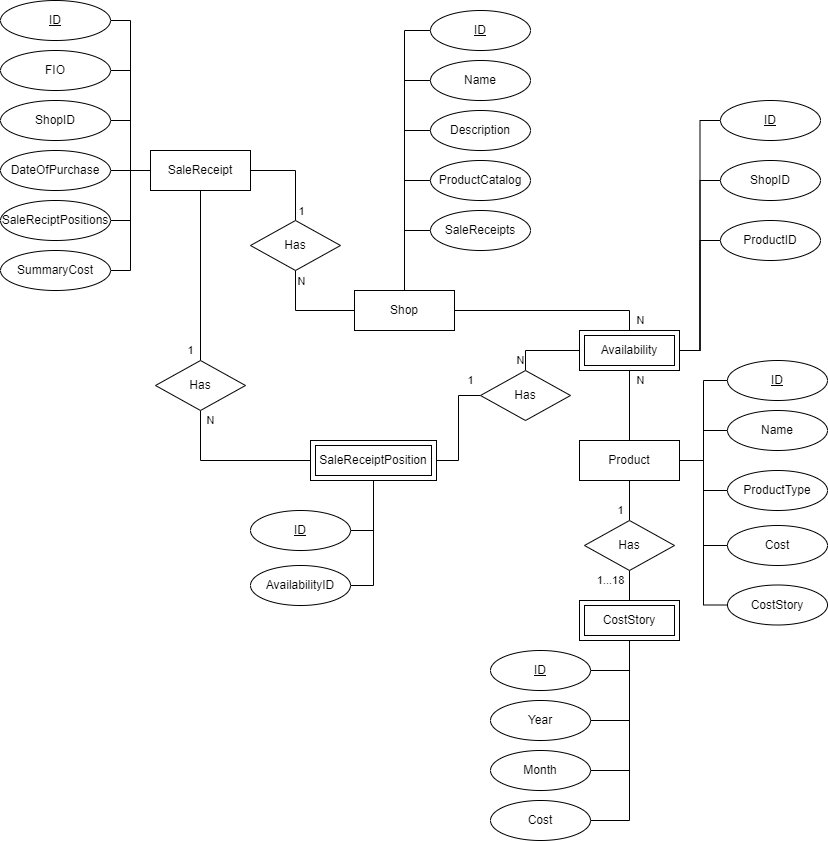 ID
FIO
ShopID
DateOfPurchase
SaleReciptPositions
SummaryCost
SaleReceipt
1
Has
N
ID
Name
Description
ProductCatalog
SaleReceipts
Shop
ID
ShopID
ProductID
N
Availability
N
1
Has
N
1
Has
N
SaleReceiptPosition
ID
AvailabilityID
Product
ID
Name
ProductType
Cost
CostStory
1
Has
1...18
CostStory
ID
Year
Month
Cost